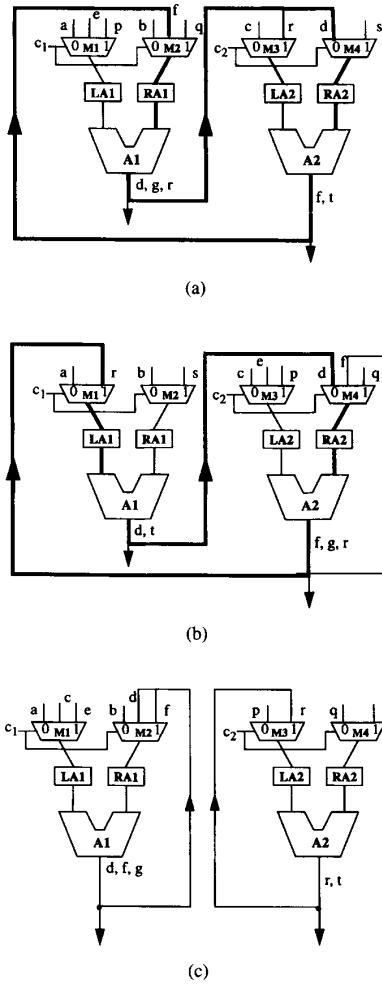 a e p b f q c r d s
c1 0 M1 1 0 M2 1 c2 0 M3 1 0 M4 1
LA1 RA1 LA2 RA2
A1 A2
d, g, r f, t
(a)
a r b s c e p d f q
c1 0 M1 1 0 M2 1 c2 0 M3 1 0 M4 1
LA1 RA1 LA2 RA2
A1 A2
d, t f, g, r
(b)
a c e b d f p r q
c1 0 M1 1 0 M2 1 c2 0 M3 1 0 M4 1
LA1 RA1 LA2 RA2
A1 A2
d, f, g r, t
(c)